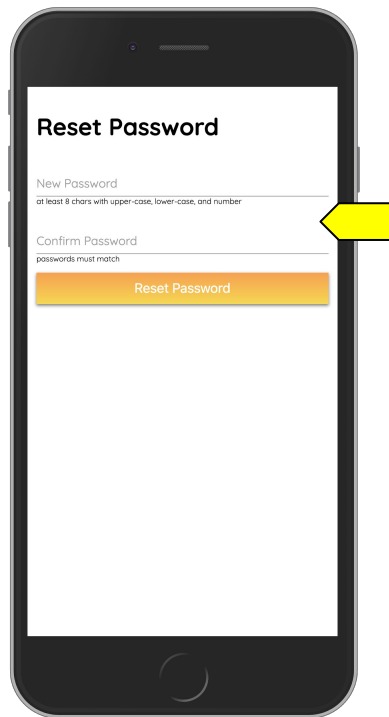 Reset Password
New Password
at least 8 chars with upper-case, lower-case, and number
Confirm Password
passwords must match
Reset Password